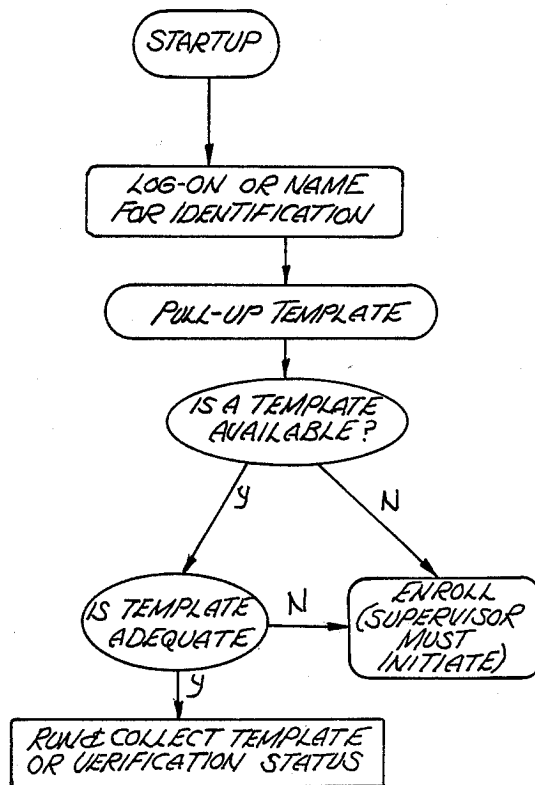 STARTUP
LOG-ON OR NAME
FOR IDENTIFICATION
PULL-UP TEMPLATE
IS A TEMPLATE
AVAILABLE?
Y
N
IS TEMPLATE
ADEQUATE
N
ENROLL
(SUPERVISOR
MUST
INITIATE)
Y
RUN & COLLECT TEMPLATE
OR VERIFICATION STATUS